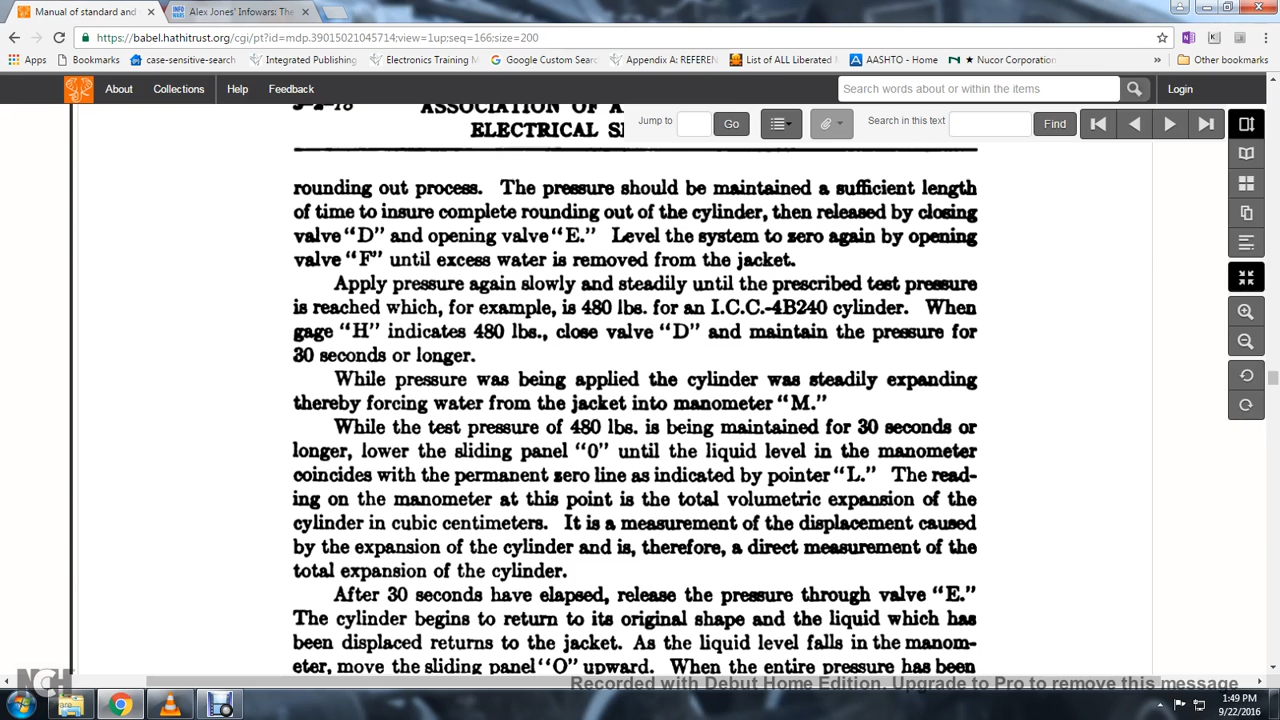 Manual of standard and
Alex Jones' Infowars: The
https://babel.hathitrust.org/cgi/pt?id=mdp.39015021045714;view=1up;seq=166;size=200
Apps Bookmarks case-sensitive-search Integrated Publishing Electronics Training M Google Custom Sear Appendix A: REFEREN List of ALL Liberated AASHTO - Home ★ Nucor Corporation » Other bookmarks
About Collections Help Feedback Search words about or within the items Login
ASSOCIATION OF A
ELECTRICAL S
Jump to Go Search in this text Find
rounding out process. The pressure should be maintained a sufficient length
of time to insure complete rounding out of the cylinder, then released by closing
valve "D" and opening valve "E." Level the system to zero again by opening
valve "F" until excess water is removed from the jacket.
Apply pressure again slowly and steadily until the prescribed test pressure
is reached which, for example, is 480 lbs. for an I.C.C.-4B240 cylinder. When
gage "H" indicates 480 lbs., close valve "D" and maintain the pressure for
30 seconds or longer.
While pressure was being applied the cylinder was steadily expanding
thereby forcing water from the jacket into manometer "M."
While the test pressure of 480 lbs. is being maintained for 30 seconds or
longer, lower the sliding panel "0" until the liquid level in the manometer
coincides with the permanent zero line as indicated by pointer "L." The read-
ing on the manometer at this point is the total volumetric expansion of the
cylinder in cubic centimeters. It is a measurement of the displacement caused
by the expansion of the cylinder and is, therefore, a direct measurement of the
total expansion of the cylinder.
After 30 seconds have elapsed, release the pressure through valve "E."
The cylinder begins to return to its original shape and the liquid which has
been displaced returns to the jacket. As the liquid level falls in the manom-
eter, move the sliding panel "O" upward. When the entire pressure has been
NCH
Recorded with Debut Home Edition. Upgrade to Pro to remove this message
1:49 PM
9/22/2016